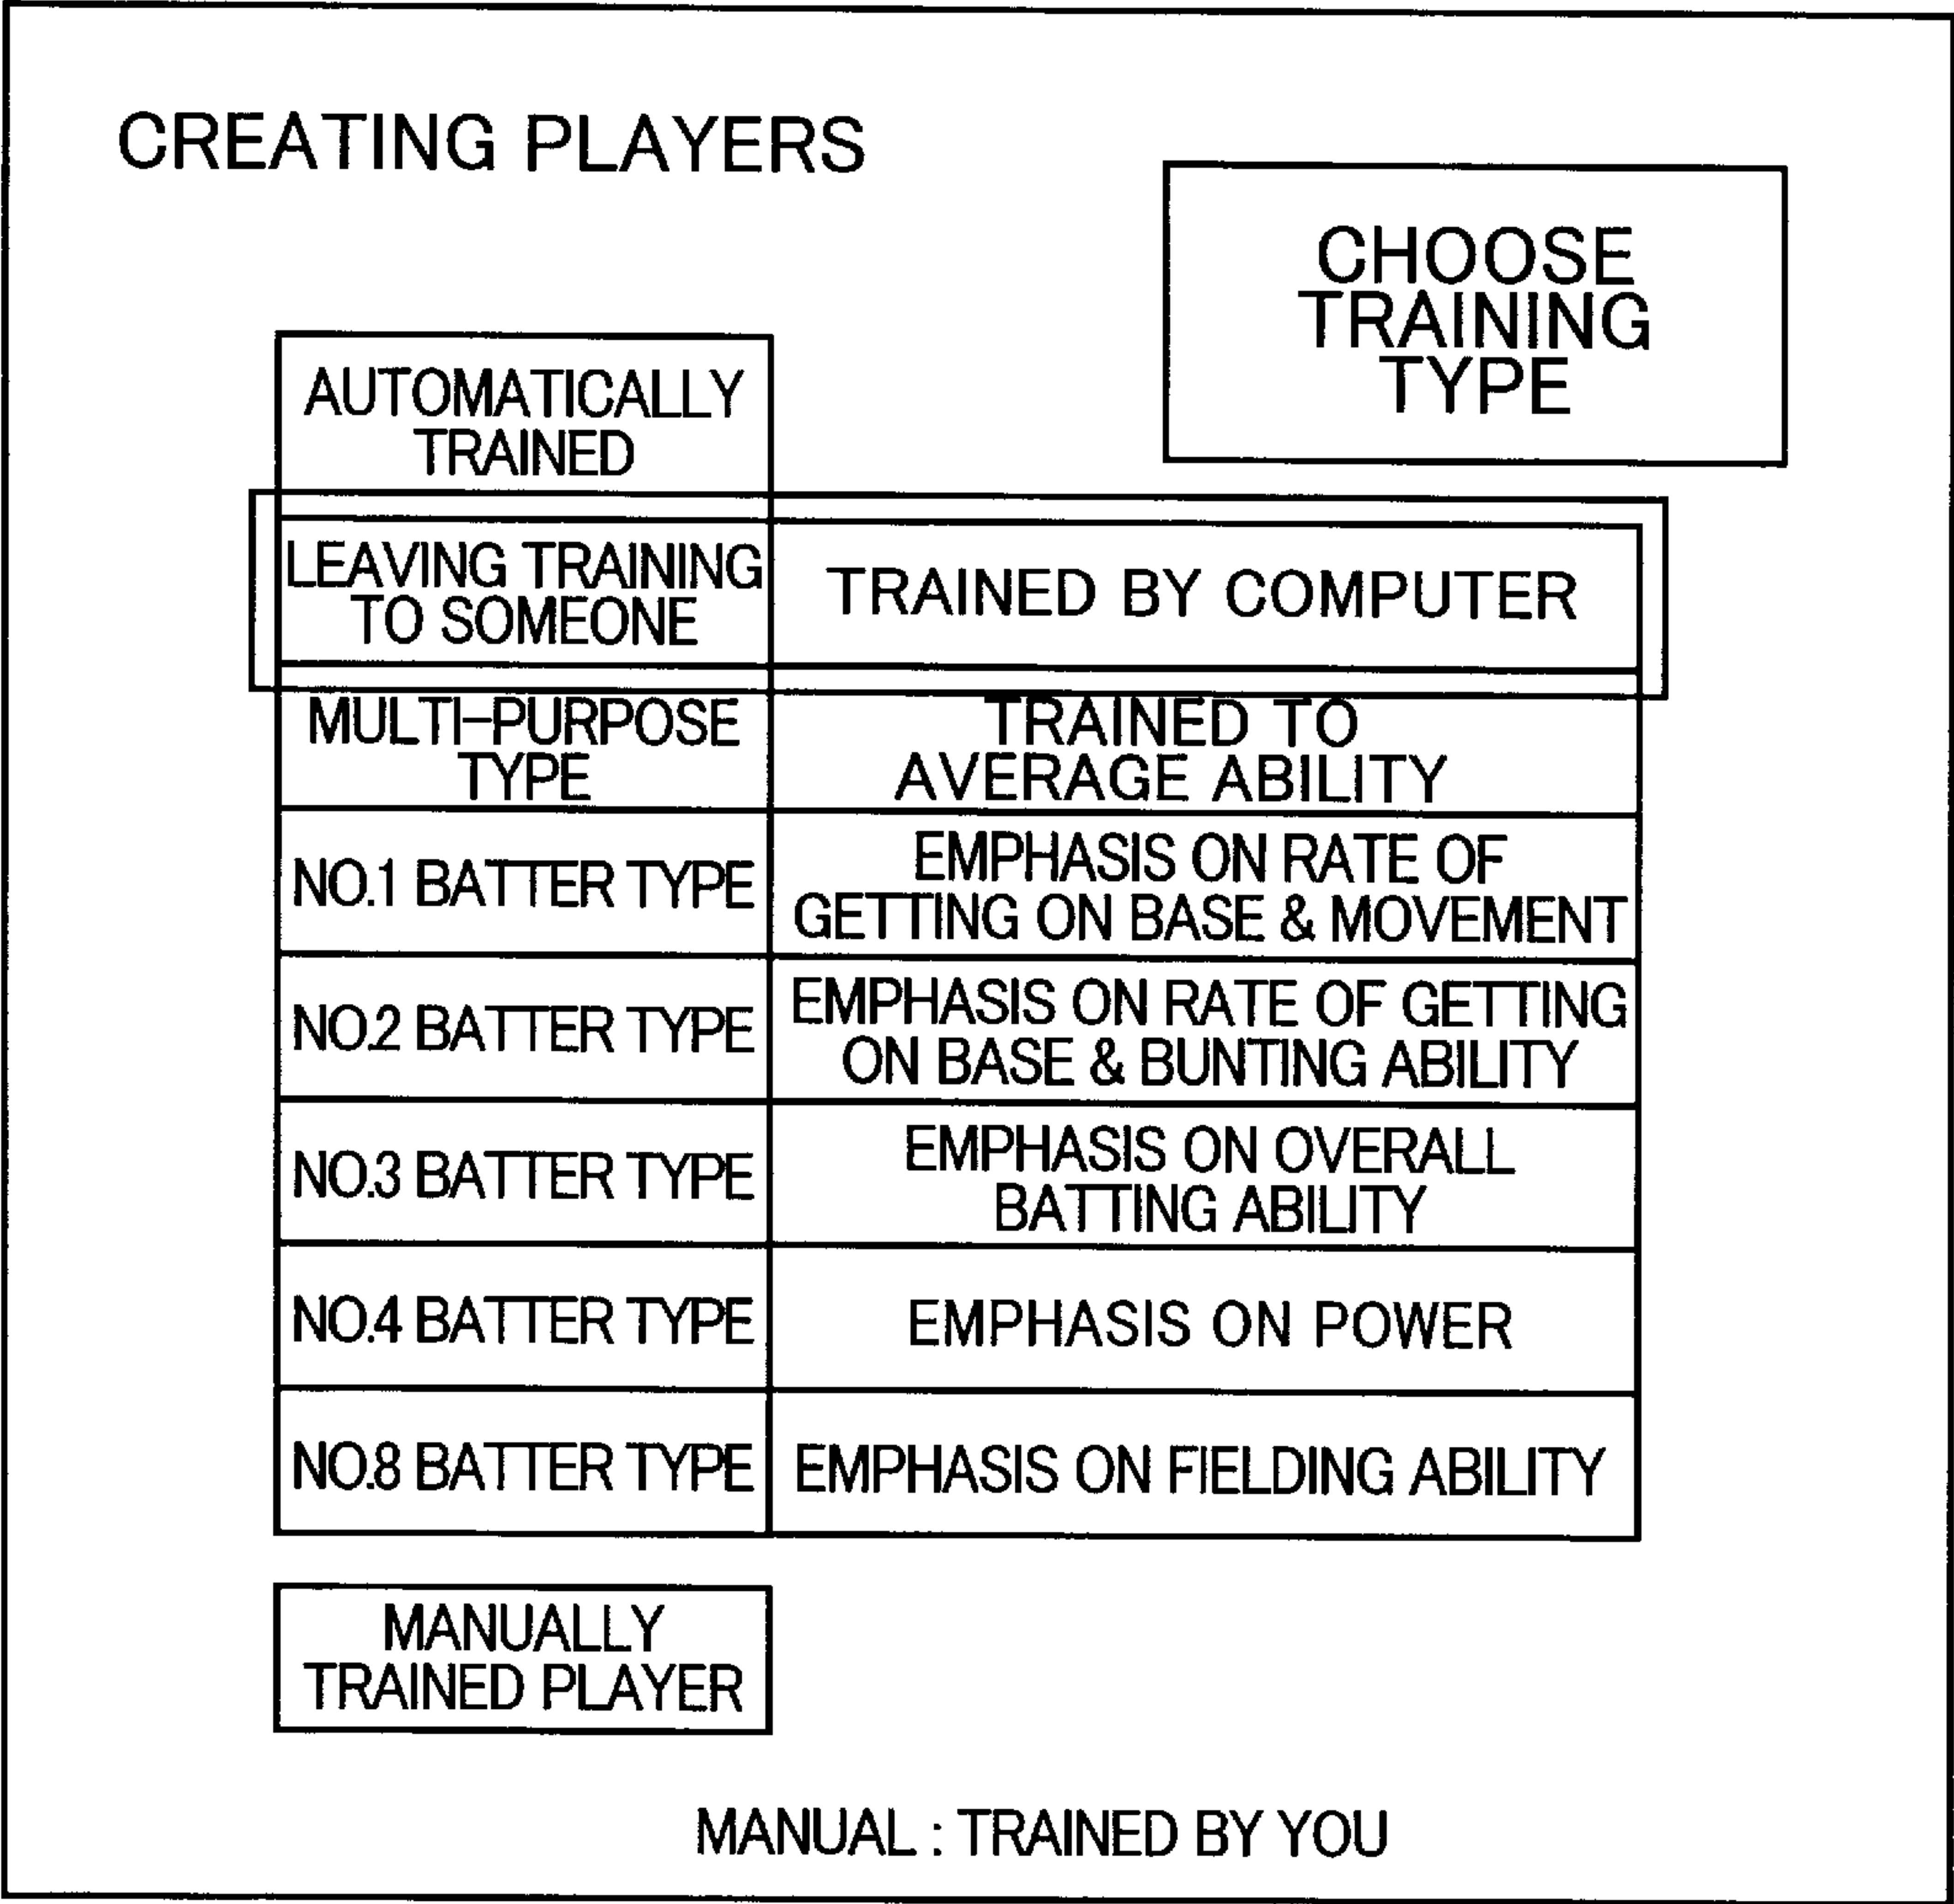 CREATING PLAYERS
CHOOSE
TRAINING
TYPE
AUTOMATICALLY
TRAINED
LEAVING TRAINING
TO SOMEONE
TRAINED BY COMPUTER
MULTI-PURPOSE
TYPE
TRAINED TO
AVERAGE ABILITY
NO.1 BATTER TYPE
EMPHASIS ON RATE OF
GETTING ON BASE & MOVEMENT
NO.2 BATTER TYPE
EMPHASIS ON RATE OF GETTING
ON BASE & BUNTING ABILITY
NO.3 BATTER TYPE
EMPHASIS ON OVERALL
BATTING ABILITY
NO.4 BATTER TYPE
EMPHASIS ON POWER
NO.8 BATTER TYPE
EMPHASIS ON FIELDING ABILITY
MANUALLY
TRAINED PLAYER
MANUAL : TRAINED BY YOU